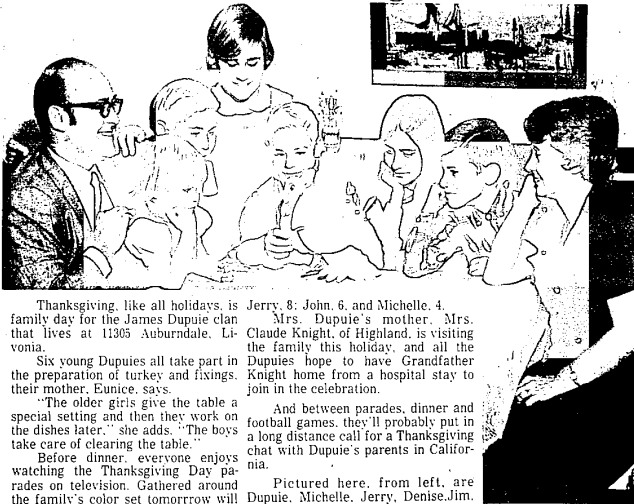 Thanksgiving, like all holidays, is
family day for the James Dupuie clan
that lives at 11305 Auburndale, Li-
vonia.
Six young Dupuies all take part in
the preparation of turkey and fixings,
their mother, Eunice, says.
"The older girls give the table a
special setting and then they work on
the dishes later," she adds. "The boys
take care of clearing the table."
Before dinner, everyone enjoys
watching the Thanksgiving Day pa-
rades on television. Gathered around
the family's color set tomorrrow will
Jerry, 8; John, 6, and Michelle, 4.
Mrs. Dupuie's mother, Mrs.
Claude Knight, of Highland, is visiting
the family this holiday, and all the
Dupuies hope to have Grandfather
Knight home from a hospital stay to
join in the celebration.
And between parades, dinner and
football games, they'll probably put in
a long distance call for a Thanksgiving
chat with Dupuie's parents in Califor-
nia.
Pictured here, from left, are
Dupuie, Michelle, Jerry, Denise, Jim,